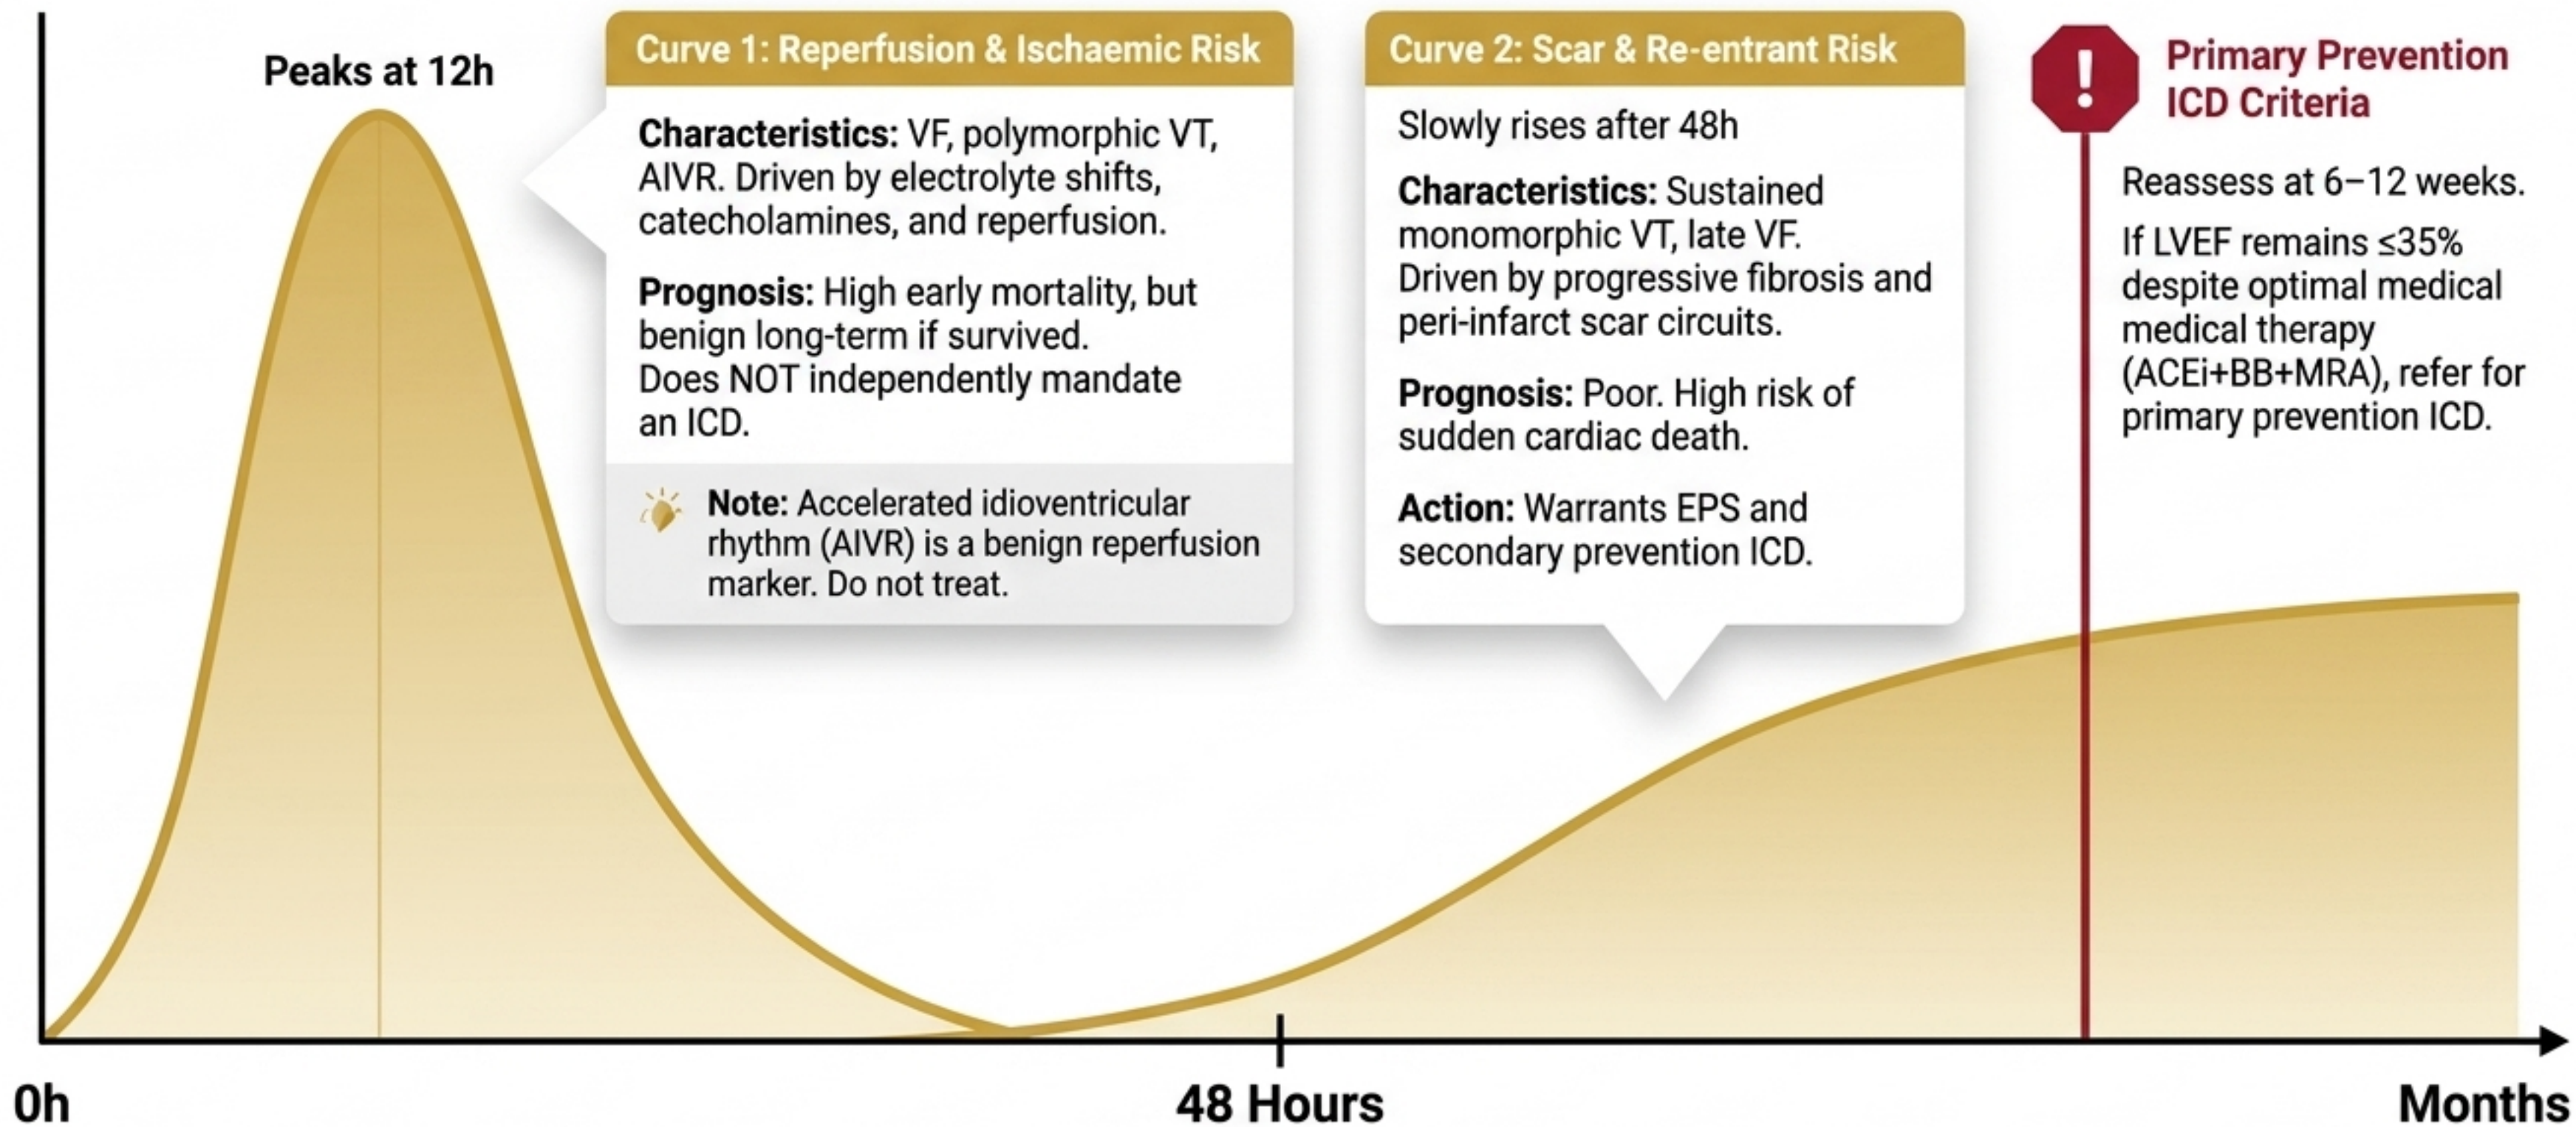 Peaks at 12h
Curve 1: Reperfusion & Ischaemic Risk
Characteristics: VF, polymorphic VT,
AIVR. Driven by electrolyte shifts,
catecholamines, and reperfusion.
Prognosis: High early mortality, but
benign long-term if survived.
Does NOT independently mandate
an ICD.
Note: Accelerated idioventricular
rhythm (AIVR) is a benign reperfusion
marker. Do not treat.
Curve 2: Scar & Re-entrant Risk
Slowly rises after 48h
Characteristics: Sustained
monomorphic VT, late VF.
Driven by progressive fibrosis and
peri-infarct scar circuits.
Prognosis: Poor. High risk of
sudden cardiac death.
Action: Warrants EPS and
secondary prevention ICD.
!
Primary Prevention
ICD Criteria
Reassess at 6–12 weeks.
If LVEF remains ≤35%
despite optimal medical
medical therapy
(ACEi+BB+MRA), refer for
primary prevention ICD.
0h
48 Hours
Months